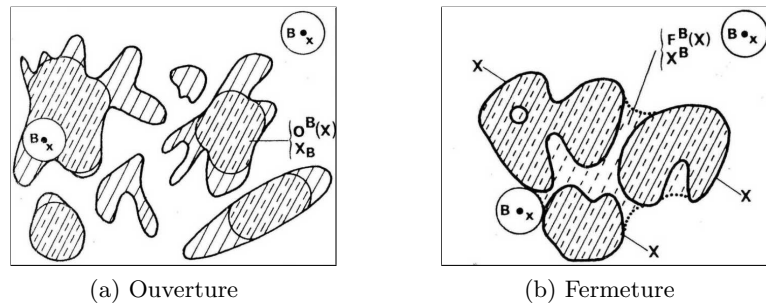 B x
B x
{ O^B(X)
X_B
(a) Ouverture
{ F^B(X)
X^B
B x
X
X
X
B x
(b) Fermeture